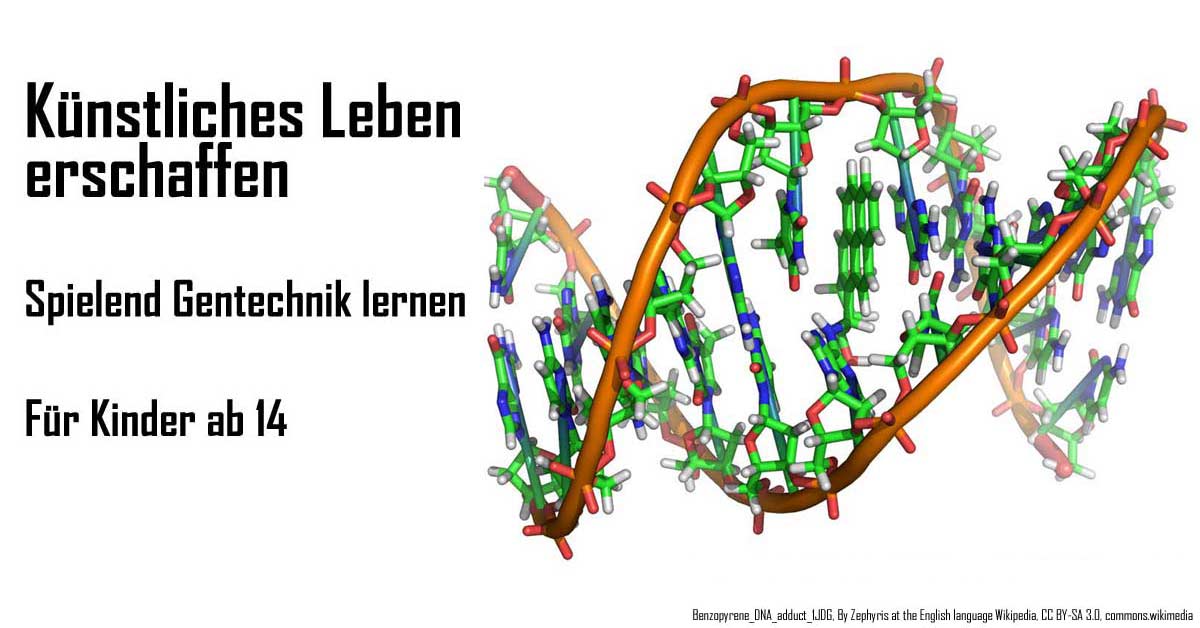 Künstliches Leben
erschaffen
Spielend Gentechnik lernen
Für Kinder ab 14
Benzopyrene_DNA_adduct_1JDG, By Zephyris at the English language Wikipedia, CC BY-SA 3.0, commons.wikimedia